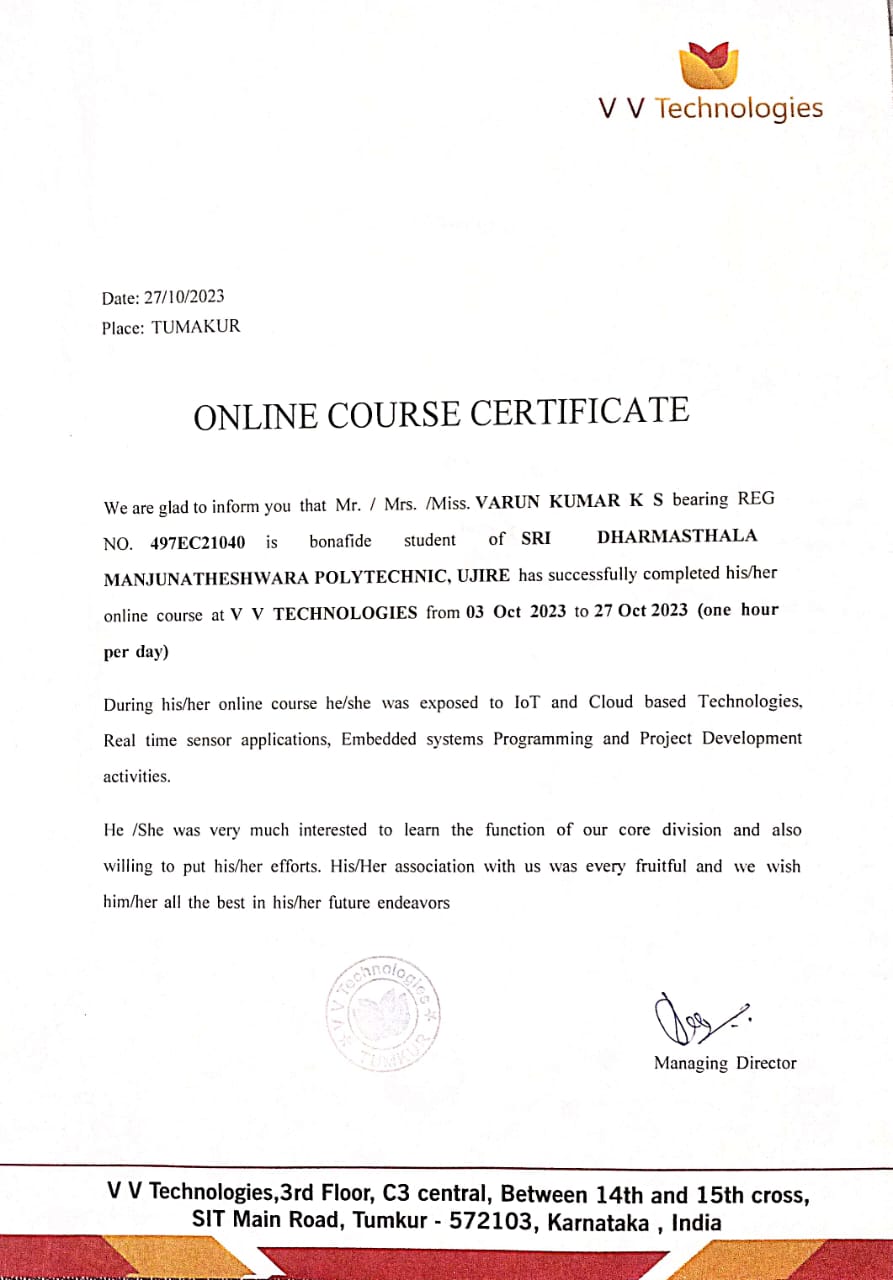 V V Technologies
Date: 27/10/2023
Place: TUMAKUR
ONLINE COURSE CERTIFICATE
We are glad to inform you that Mr. / Mrs. /Miss. VARUN KUMAR K S bearing REG
NO. 497EC21040 is bonafide student of SRI DHARMASTHALA
MANJUNATHESHWARA POLYTECHNIC, UJIRE has successfully completed his/her
online course at V V TECHNOLOGIES from 03 Oct 2023 to 27 Oct 2023 (one hour
per day)
During his/her online course he/she was exposed to IoT and Cloud based Technologies,
Real time sensor applications, Embedded systems Programming and Project Development
activities.
He /She was very much interested to learn the function of our core division and also
willing to put his/her efforts. His/Her association with us was every fruitful and we wish
him/her all the best in his/her future endeavors
V V Technologies
TUMKUR
Managing Director
V V Technologies,3rd Floor, C3 central, Between 14th and 15th cross,
SIT Main Road, Tumkur - 572103, Karnataka , India